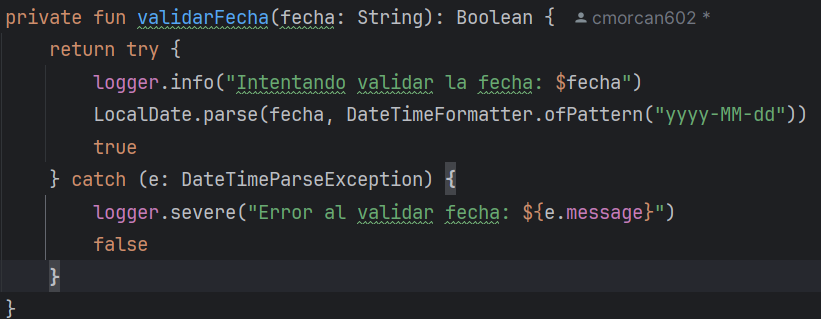 private fun validarFecha(fecha: String): Boolean { cmorcan602 *
    return try {
        logger.info("Intentando validar la fecha: $fecha")
        LocalDate.parse(fecha, DateTimeFormatter.ofPattern("yyyy-MM-dd"))
        true
    } catch (e: DateTimeParseException) {
        logger.severe("Error al validar fecha: ${e.message}")
        false
    }
}